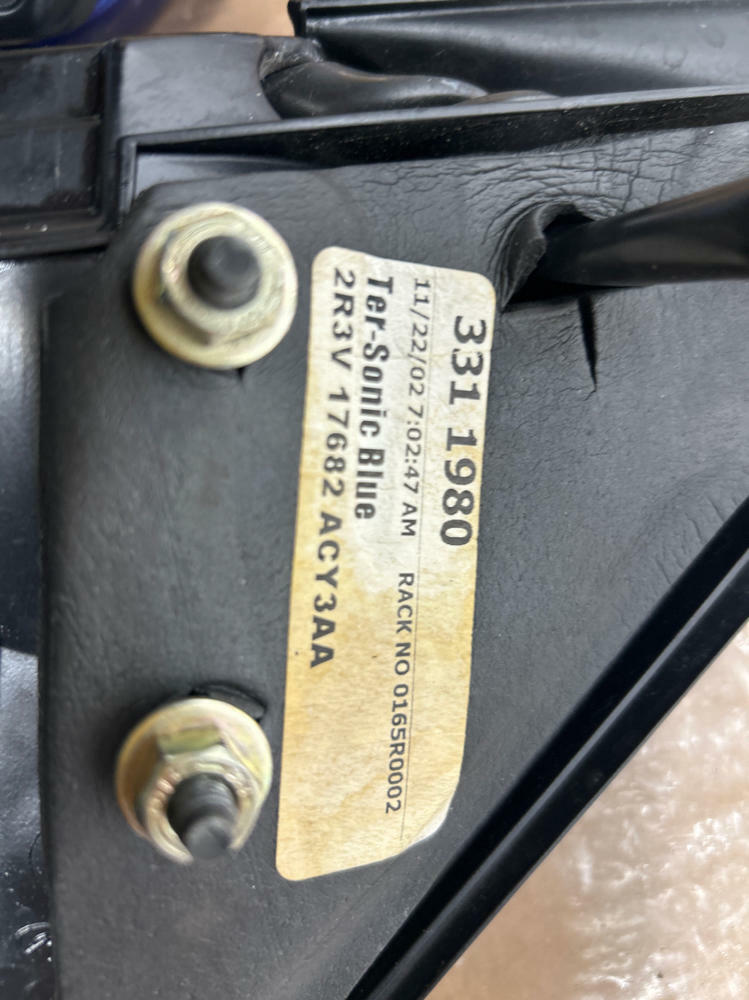 331 1980
11/22/02 7:02:47 AM RACK NO 0165R0002
Ter-Sonic Blue
2R3V 17682 ACY3AA